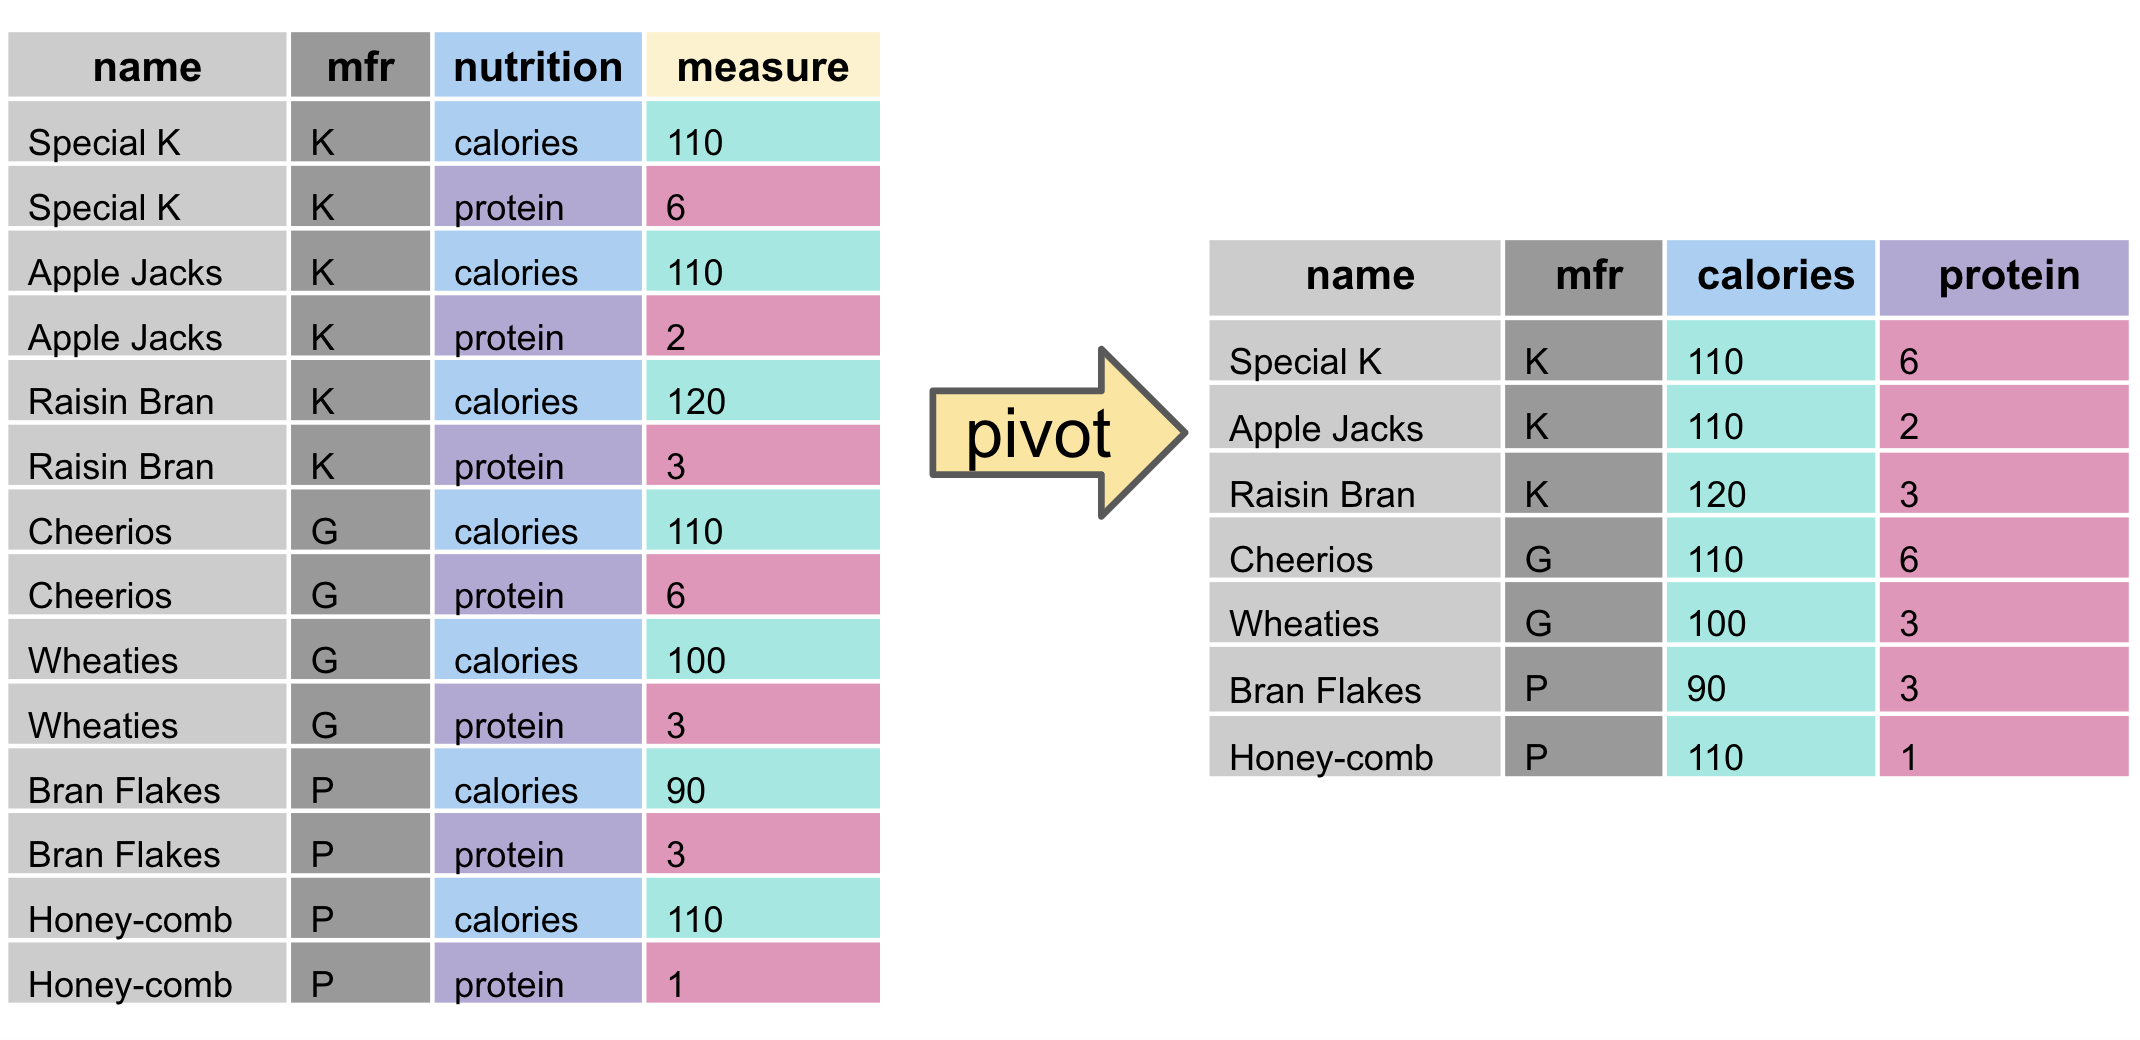 name mfr nutrition measure
Special K K calories 110
Special K K protein 6
Apple Jacks K calories 110
Apple Jacks K protein 2
Raisin Bran K calories 120
Raisin Bran K protein 3
Cheerios G calories 110
Cheerios G protein 6
Wheaties G calories 100
Wheaties G protein 3
Bran Flakes P calories 90
Bran Flakes P protein 3
Honey-comb P calories 110
Honey-comb P protein 1
pivot
name mfr calories protein
Special K K 110 6
Apple Jacks K 110 2
Raisin Bran K 120 3
Cheerios G 110 6
Wheaties G 100 3
Bran Flakes P 90 3
Honey-comb P 110 1